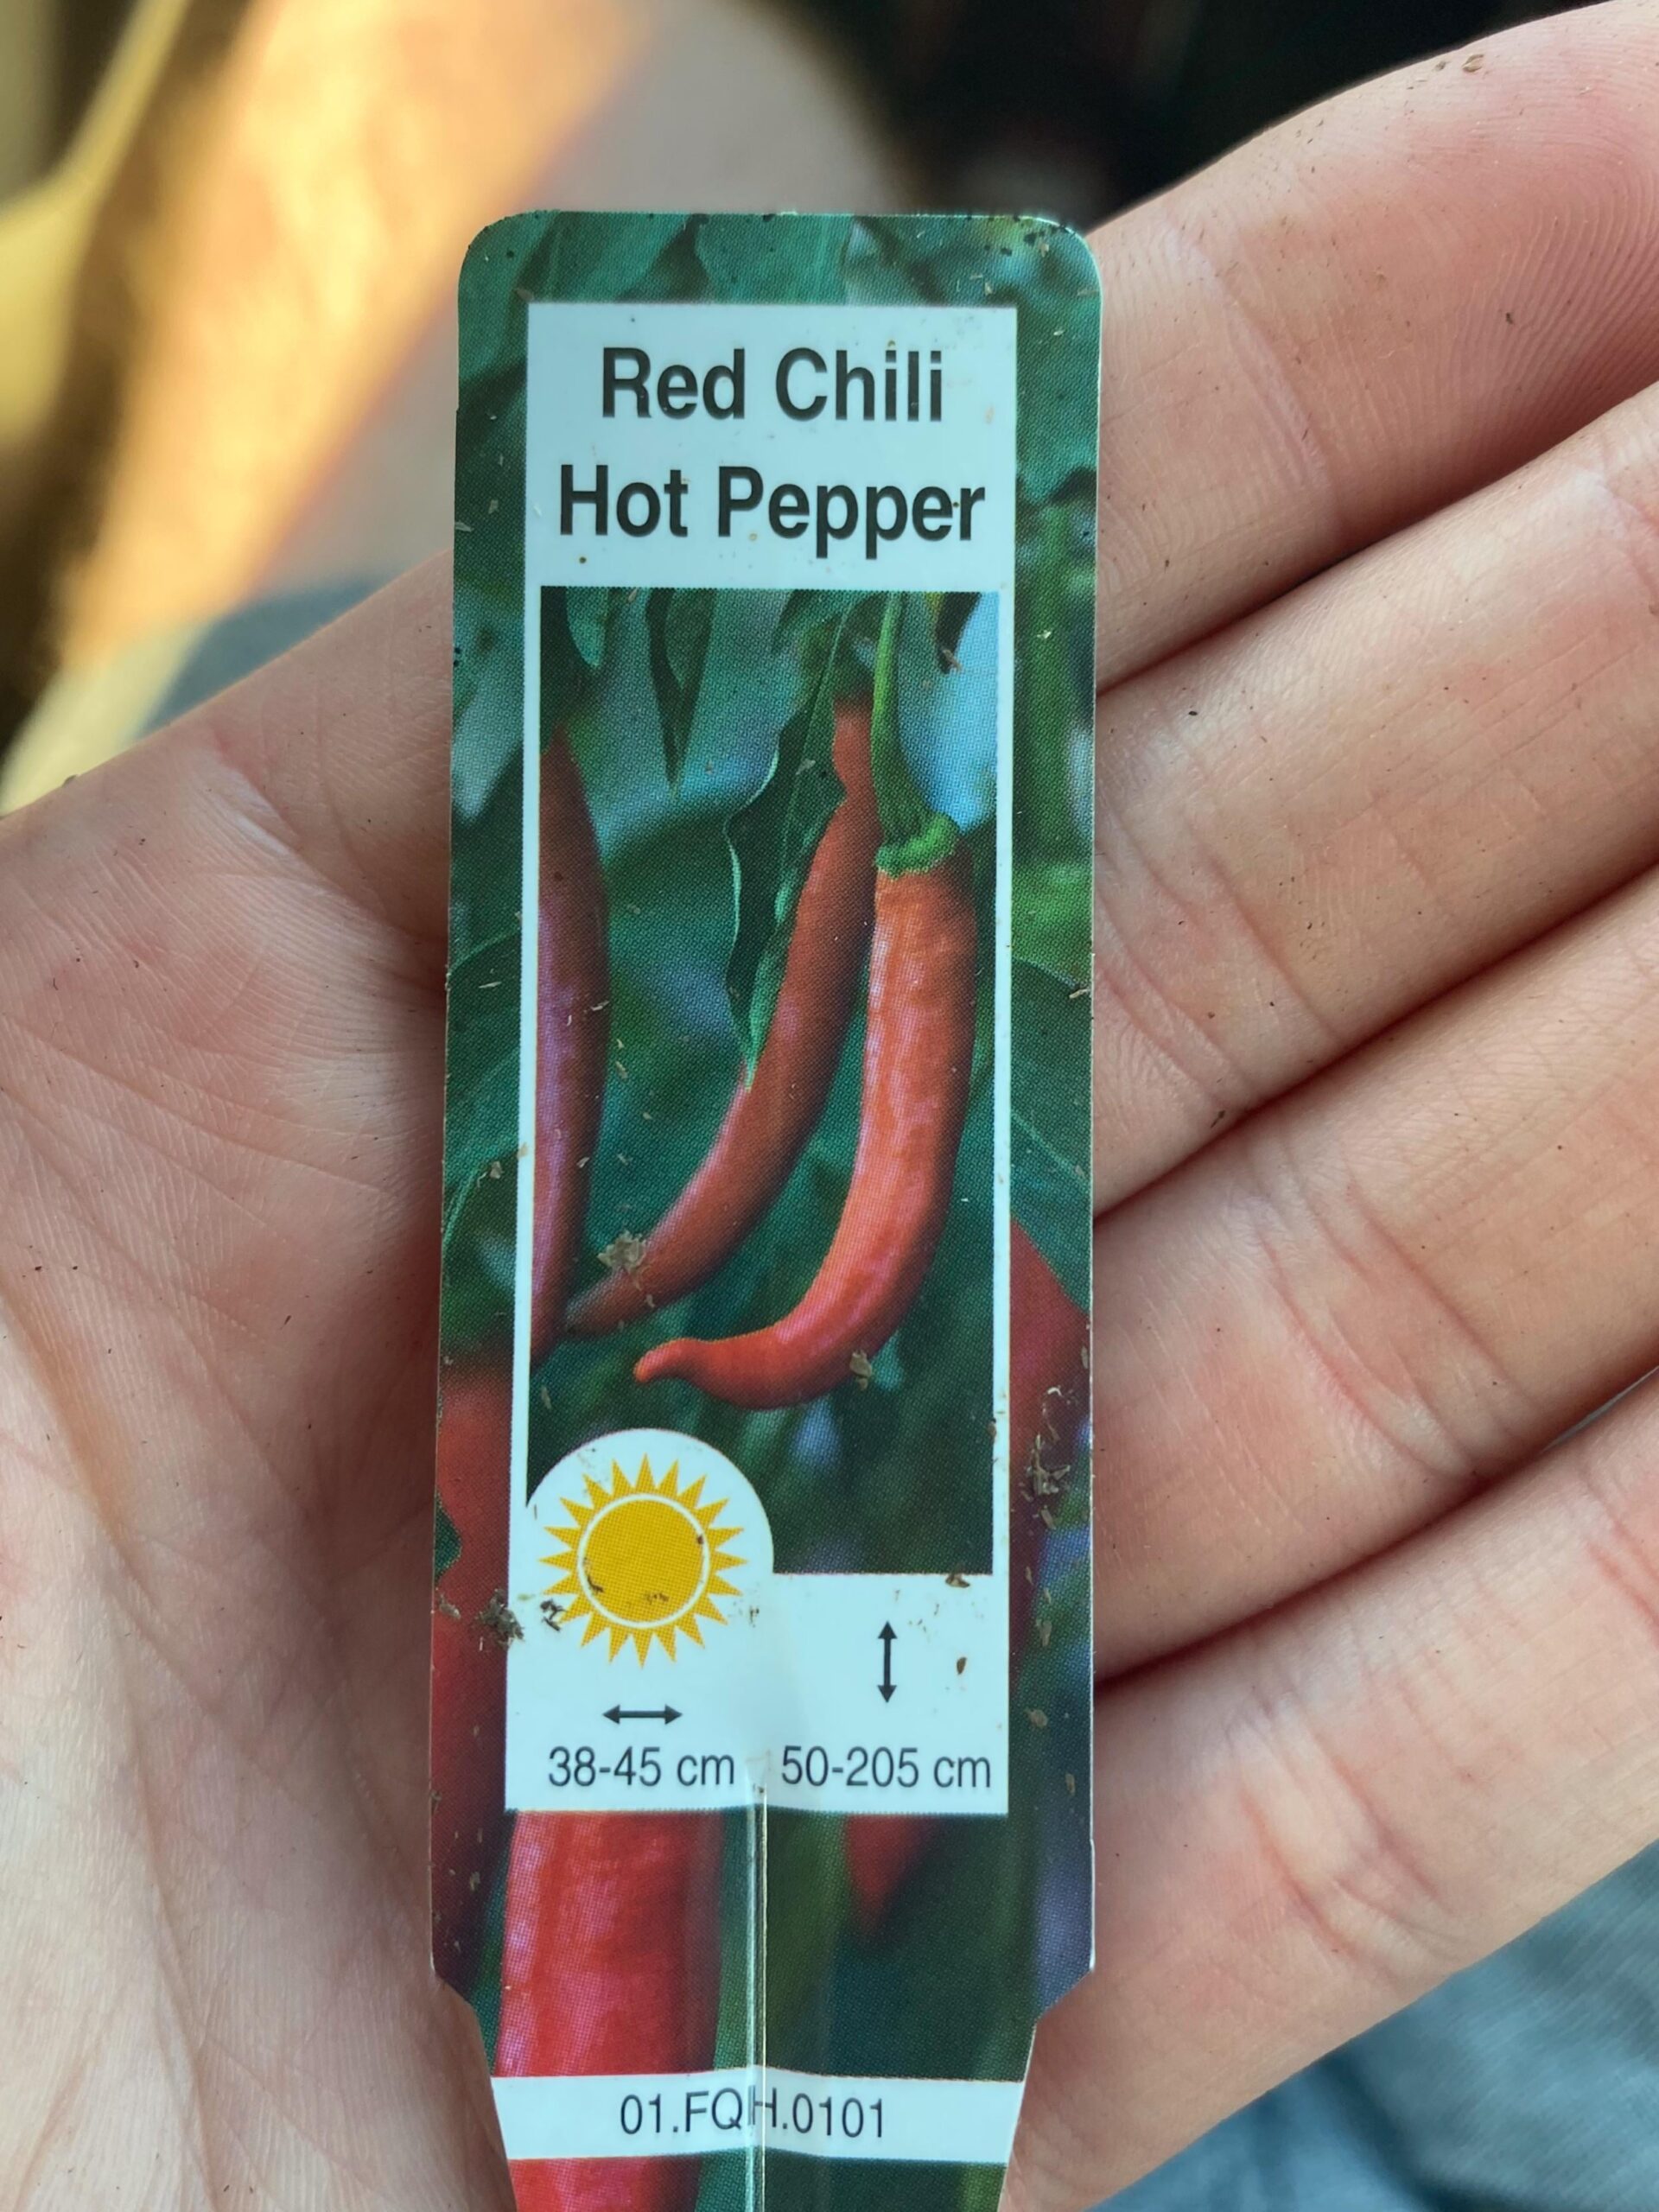 Red Chili
Hot Pepper
38-45 cm 50-205 cm
01.FQH.0101